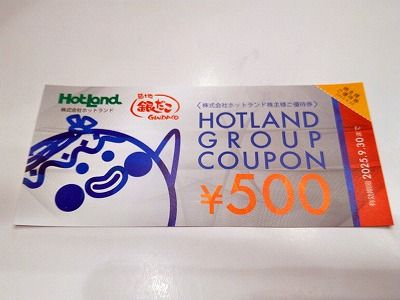 HotLand
株式会社ホットランド
築地
銀だこ
GINDACO
〈株式会社ホットランド株主様ご優待券〉
HOTLAND
GROUP
COUPON
¥500
有効期限 2025.9.30 まで